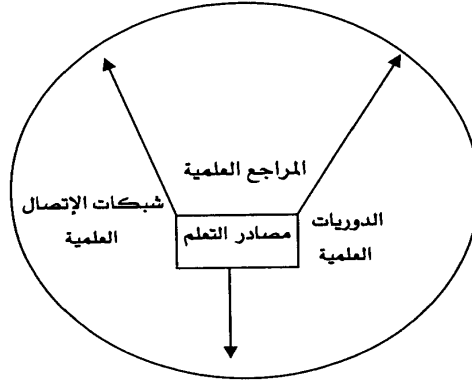 المراجع العلمية
شبكات الإتصال
العلمية
مصادر التعلم
الدوريات
العلمية